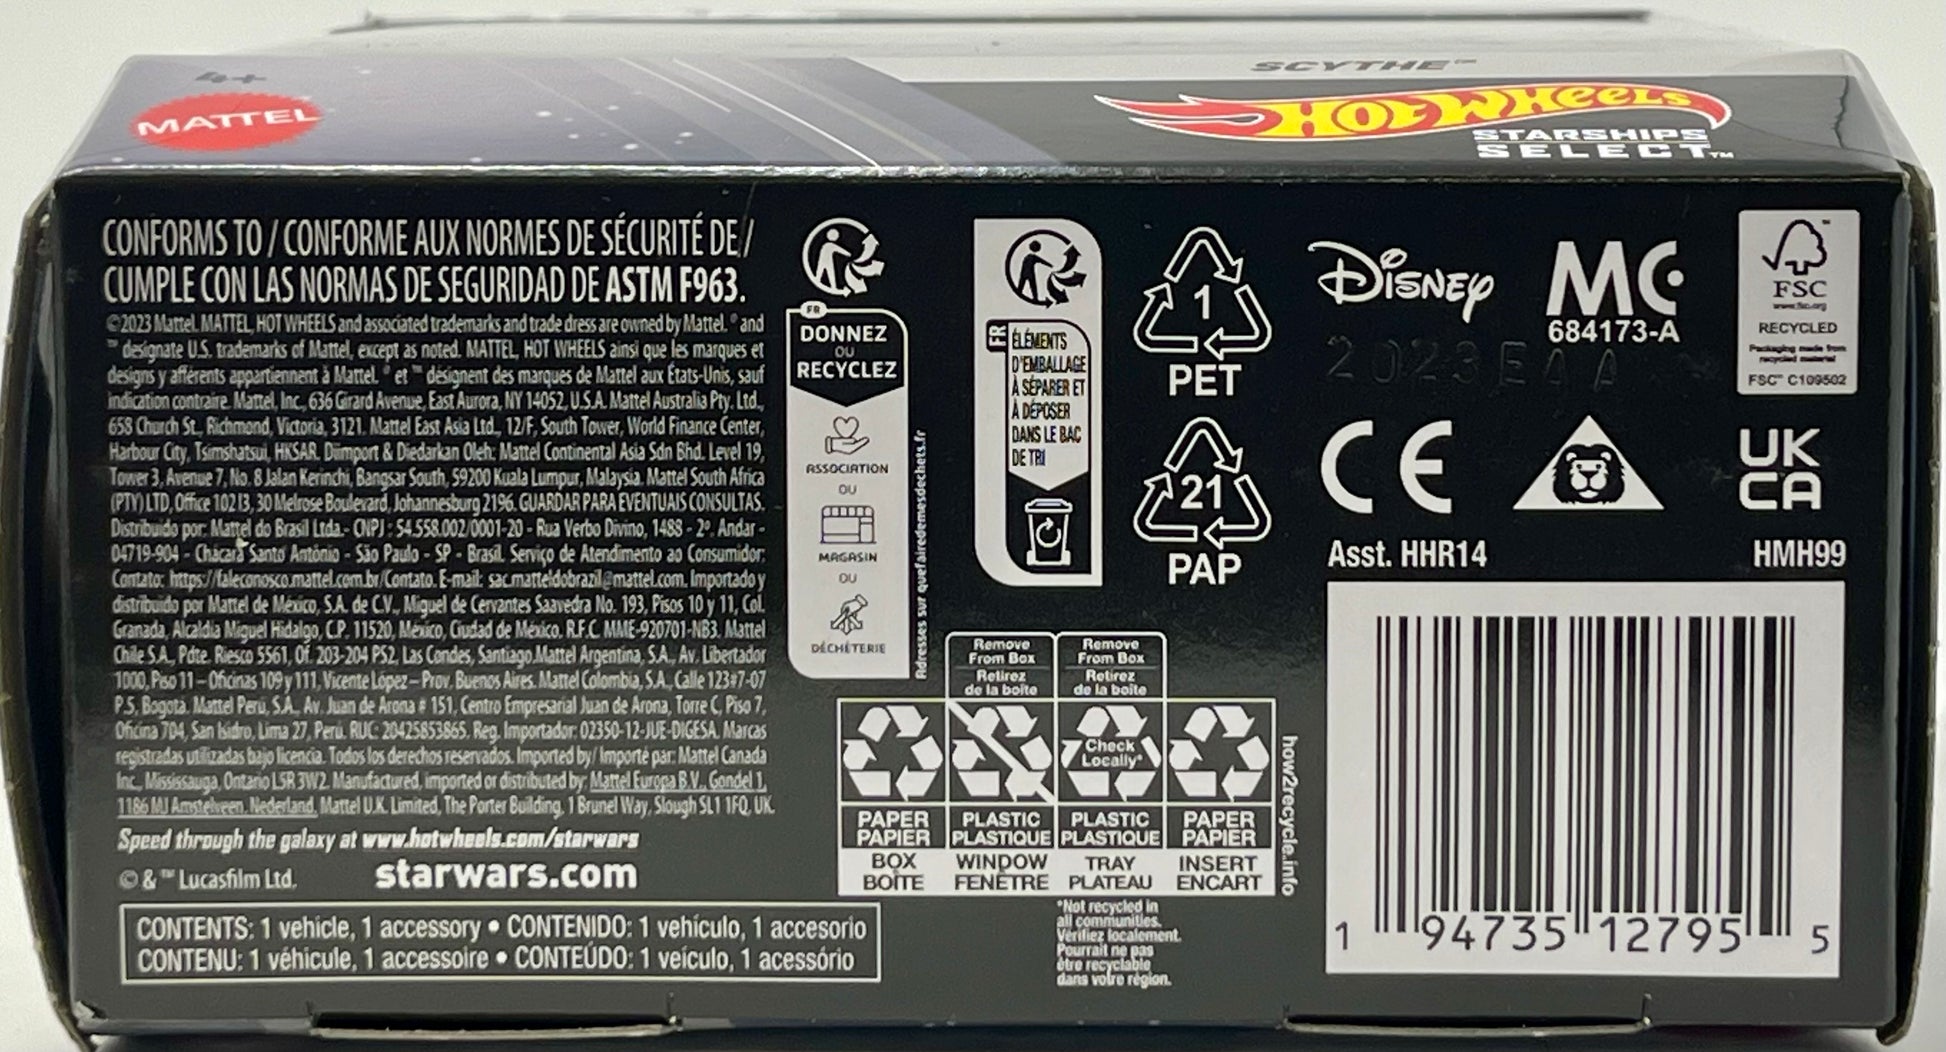 SCYTHE™
4+
MATTEL
HOT WHEELS
STARSHIPS
SELECT™
CONFORMS TO / CONFORME AUX NORMES DE SÉCURITÉ DE /
CUMPLE CON LAS NORMAS DE SEGURIDAD DE ASTM F963.
©2023 Mattel. MATTEL, HOT WHEELS and associated trademarks and trade dress are owned by Mattel. ® and
™ designate U.S. trademarks of Mattel, except as noted. MATTEL, HOT WHEELS ainsi que les marques et
designs y afférents appartiennent à Mattel. ® et ™ désignent des marques de Mattel aux États-Unis, sauf
indication contraire. Mattel, Inc., 636 Girard Avenue, East Aurora, NY 14052, U.S.A. Mattel Australia Pty. Ltd.,
658 Church St., Richmond, Victoria, 3121. Mattel East Asia Ltd., 12/F, South Tower, World Finance Center,
Harbour City, Tsimshatsui, HKSAR. Diimport & Diedarkan Oleh: Mattel Continental Asia Sdn Bhd. Level 19,
Tower 3, Avenue 7, No. 8 Jalan Kerinchi, Bangsar South, 59200 Kuala Lumpur, Malaysia. Mattel South Africa
(PTY) LTD, Office 102I3, 30 Melrose Boulevard, Johannesburg 2196. GUARDAR PARA EVENTUAIS CONSULTAS.
Distribuído por: Mattel do Brasil Ltda.- CNPJ : 54.558.002/0001-20 - Rua Verbo Divino, 1488 - 2º. Andar -
04719-904 - Chácara Santo Antônio - São Paulo - SP - Brasil. Serviço de Atendimento ao Consumidor:
Contato: https://faleconosco.mattel.com.br/Contato. E-mail: sac.matteldobrazil@mattel.com. Importado y
distribuido por Mattel de México, S.A. de C.V., Miguel de Cervantes Saavedra No. 193, Pisos 10 y 11, Col.
Granada, Alcaldía Miguel Hidalgo, C.P. 11520, México, Ciudad de México. R.F.C. MME-920701-NB3. Mattel
Chile S.A., Pdte. Riesco 5561, Of. 203-204 P52, Las Condes, Santiago.Mattel Argentina, S.A., Av. Libertador
1000, Piso 11 – Oficinas 109 y 111, Vicente López – Prov. Buenos Aires. Mattel Colombia, S.A., Calle 123#7-07
P.5, Bogotá. Mattel Perú, S.A., Av. Juan de Arona # 151, Centro Empresarial Juan de Arona, Torre C, Piso 7,
Oficina 704, San Isidro, Lima 27, Perú. RUC: 20425853865. Reg. Importador: 02350-12-JUE-DIGESA. Marcas
registradas utilizadas bajo licencia. Todos los derechos reservados. Imported by/ Importé par: Mattel Canada
Inc., Mississauga, Ontario L5R 3W2. Manufactured, imported or distributed by: Mattel Europa B.V., Gondel 1,
1186 MJ Amstelveen, Nederland. Mattel U.K. Limited, The Porter Building, 1 Brunel Way, Slough SL1 1FQ, UK.
Speed through the galaxy at www.hotwheels.com/starwars
© & ™ Lucasfilm Ltd.
starwars.com
CONTENTS: 1 vehicle, 1 accessory • CONTENIDO: 1 vehículo, 1 accesorio
CONTENU: 1 véhicule, 1 accessoire • CONTEÚDO: 1 veículo, 1 acessório
FR
DONNEZ
OU
RECYCLEZ
ASSOCIATION
OU
MAGASIN
OU
DÉCHÈTERIE
Adresses sur quefairedemesdechets.fr
FR
ÉLÉMENTS
D'EMBALLAGE
À SÉPARER ET
À DÉPOSER
DANS LE BAC
DE TRI
1
PET
21
PAP
Remove
From Box
Retirez
de la boîte
Remove
From Box
Retirez
de la boîte
Check
Locally*
PAPER
PAPIER
PLASTIC
PLASTIQUE
PLASTIC
PLASTIQUE
PAPER
PAPIER
BOX
BOÎTE
WINDOW
FENÊTRE
TRAY
PLATEAU
INSERT
ENCART
how2recycle.info
*Not recycled in
all communities.
Vérifiez localement.
Pourrait ne pas
être recyclable
dans votre région.
Disney
MC
684173-A
FSC
www.fsc.org
RECYCLED
Packaging made from
recycled material
FSC™ C109502
CE
UK
CA
Asst. HHR14
HMH99
1 94735 12795 5